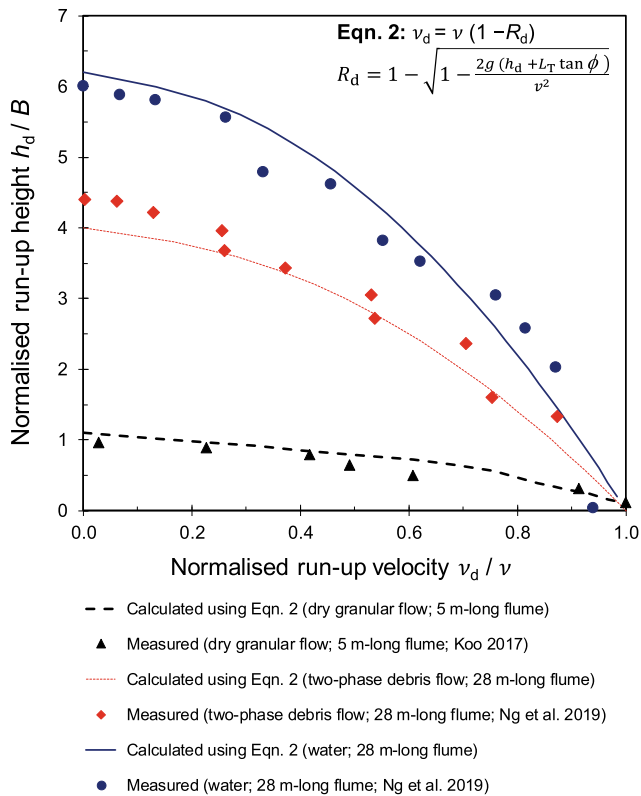 Eqn. 2: νd = ν (1 −Rd)
Rd = 1 − √1 − 2g (hd +LT tan ϕ ) / v²
Normalised run-up height hd / B
7
6
5
4
3
2
1
0
0.0 0.2 0.4 0.6 0.8 1.0
Normalised run-up velocity νd / ν
Calculated using Eqn. 2 (dry granular flow; 5 m-long flume)
Measured (dry granular flow; 5 m-long flume; Koo 2017)
Calculated using Eqn. 2 (two-phase debris flow; 28 m-long flume)
Measured (two-phase debris flow; 28 m-long flume; Ng et al. 2019)
Calculated using Eqn. 2 (water; 28 m-long flume)
Measured (water; 28 m-long flume; Ng et al. 2019)